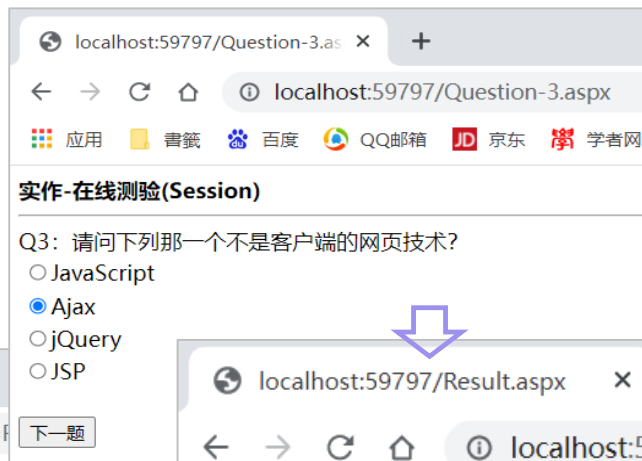 localhost:59797/Question-3.as
localhost:59797/Question-3.aspx
应用 書籤 百度 QQ邮箱 JD 京东 學 学者网
实作-在线测验(Session)
Q3：请问下列那一个不是客户端的网页技术?
JavaScript
Ajax
jQuery
JSP
下一题
localhost:59797/Result.aspx
localhost:5